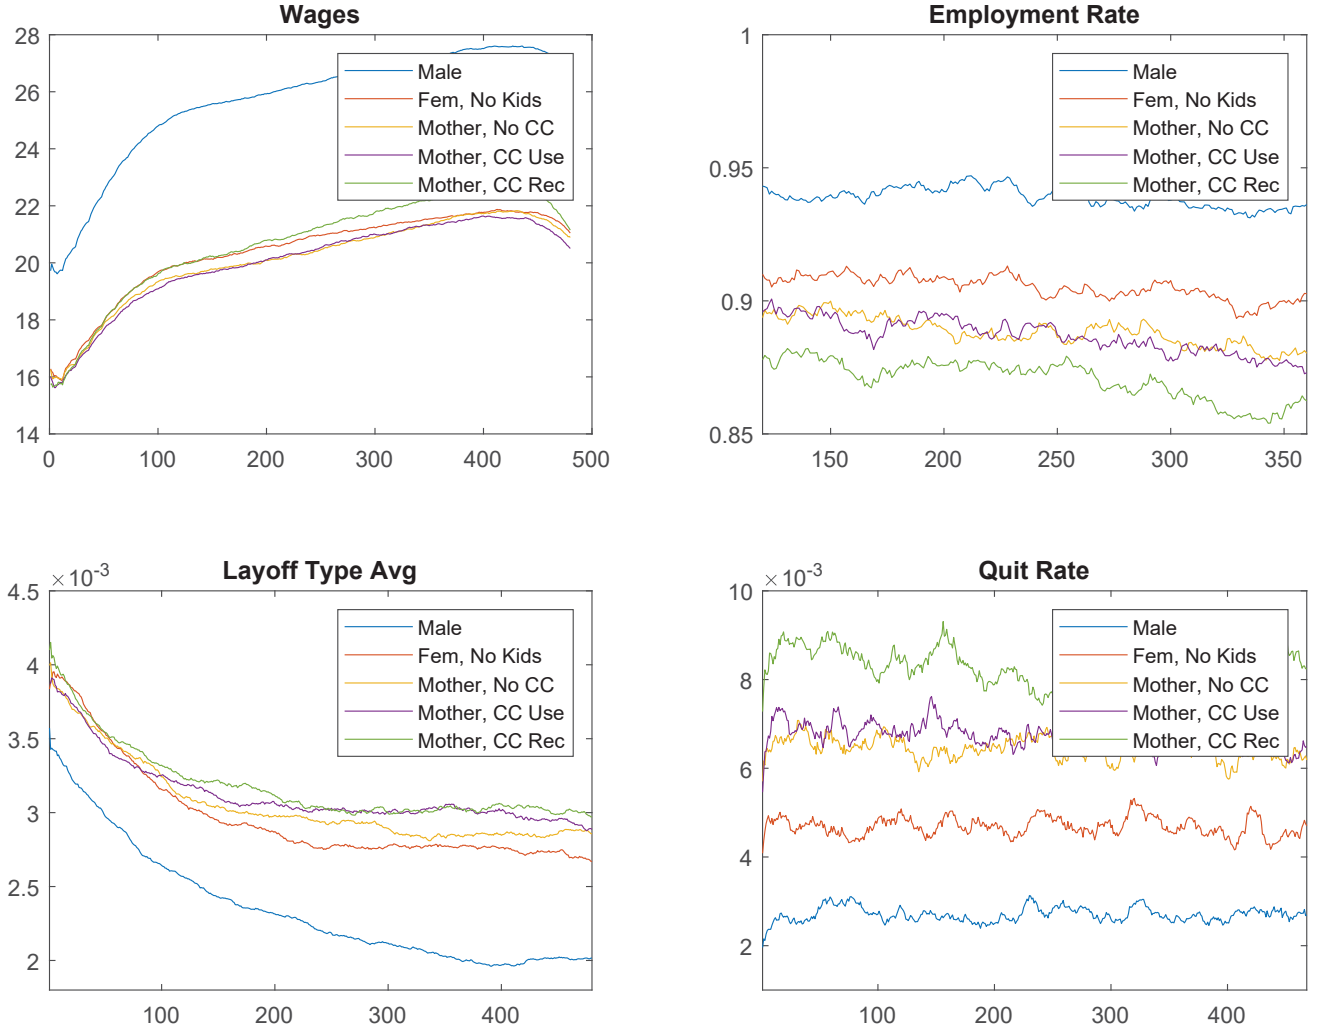 Wages
28
26
24
22
20
18
16
14
0
100
200
300
400
500
Male
Fem, No Kids
Mother, No CC
Mother, CC Use
Mother, CC Rec
Employment Rate
1
0.95
0.9
0.85
150
200
250
300
350
Male
Fem, No Kids
Mother, No CC
Mother, CC Use
Mother, CC Rec
Layoff Type Avg
×10-3
4.5
4
3.5
3
2.5
2
100
200
300
400
Male
Fem, No Kids
Mother, No CC
Mother, CC Use
Mother, CC Rec
Quit Rate
×10-3
10
8
6
4
2
100
200
300
400
Male
Fem, No Kids
Mother, No CC
Mother, CC Use
Mother, CC Rec